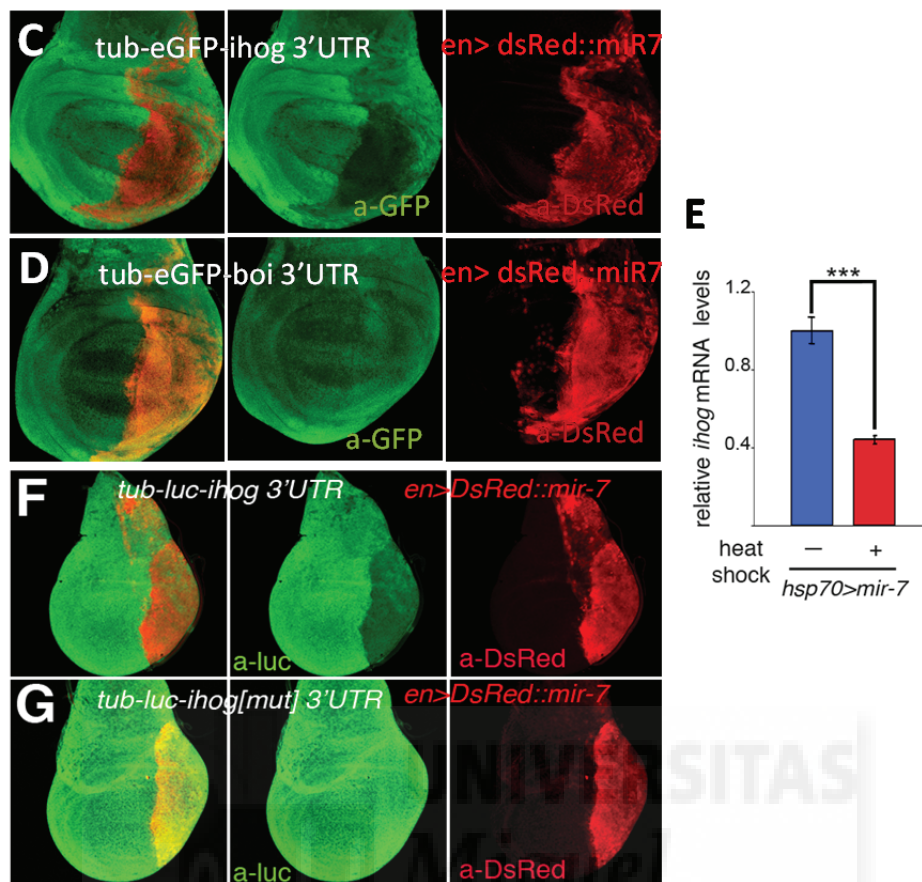 C tub-eGFP-ihog 3'UTR en> dsRed::miR7
a-GFP a-DsRed
D tub-eGFP-boi 3'UTR en> dsRed::miR7
a-GFP a-DsRed
E
***
1.2
0.8
0.4
relative ihog mRNA levels
heat shock – +
hsp70>mir-7
F tub-luc-ihog 3'UTR en>DsRed::mir-7
a-luc a-DsRed
G tub-luc-ihog[mut] 3'UTR en>DsRed::mir-7
a-luc a-DsRed
UNIVERSITAS
Miguel